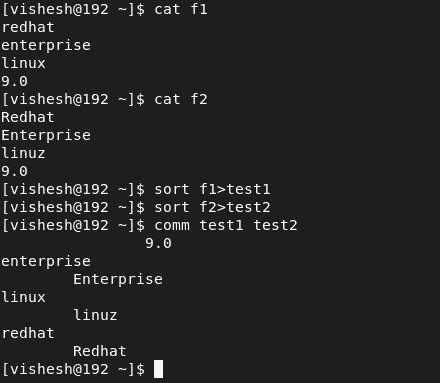 [vishesh@192 ~]$ cat f1
redhat
enterprise
linux
9.0
[vishesh@192 ~]$ cat f2
Redhat
Enterprise
linuz
9.0
[vishesh@192 ~]$ sort f1>test1
[vishesh@192 ~]$ sort f2>test2
[vishesh@192 ~]$ comm test1 test2
                9.0
enterprise
        Enterprise
linux
        linuz
redhat
        Redhat
[vishesh@192 ~]$